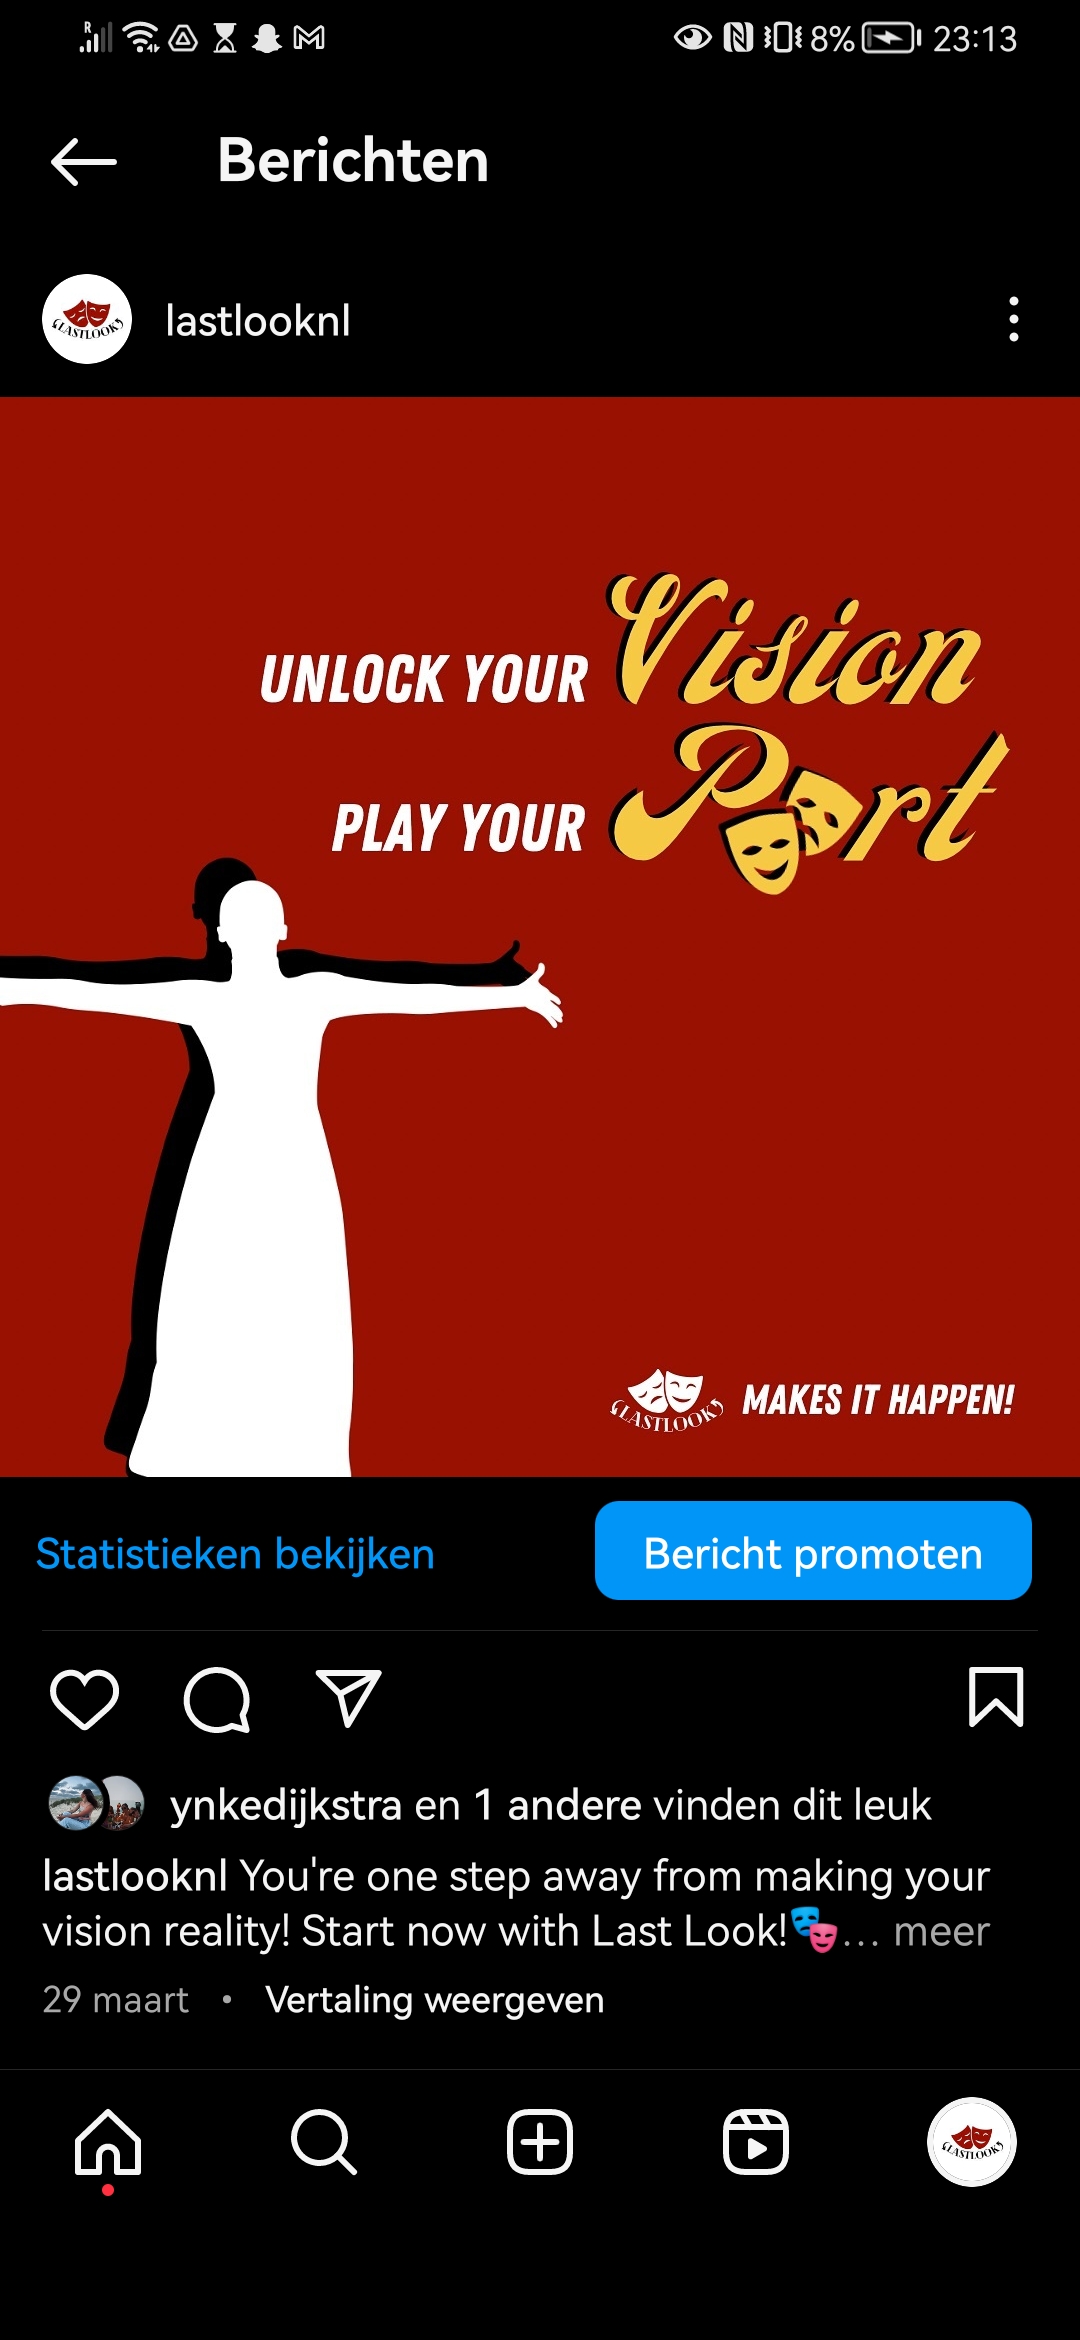 R
8% 23:13
Berichten
LASTLOOK
lastlooknl
UNLOCK YOUR Vision
PLAY YOUR Part
LASTLOOK MAKES IT HAPPEN!
Statistieken bekijken
Bericht promoten
ynkedijkstra en 1 andere vinden dit leuk
lastlooknl You're one step away from making your
vision reality! Start now with Last Look!🎭... meer
29 maart • Vertaling weergeven
LASTLOOK